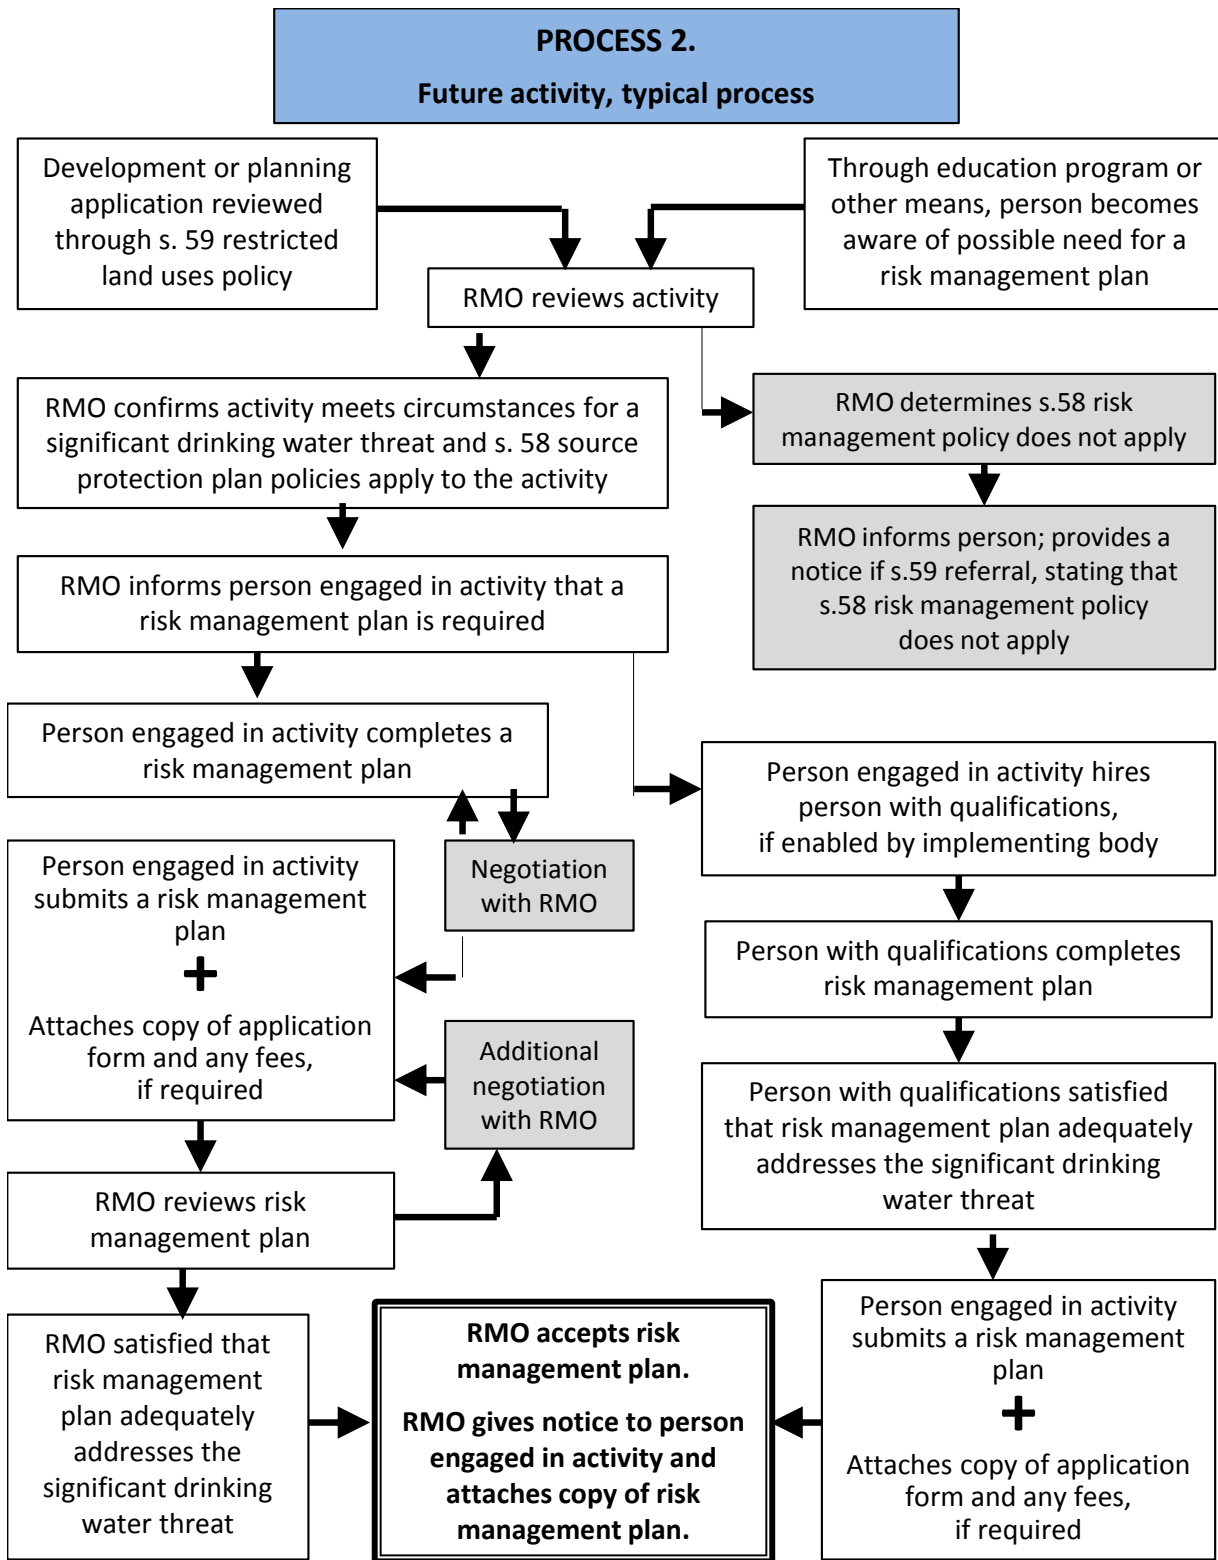 PROCESS 2.
Future activity, typical process
Development or planning
application reviewed
through s. 59 restricted
land uses policy
Through education program or
other means, person becomes
aware of possible need for a
risk management plan
RMO reviews activity
RMO confirms activity meets circumstances for a
significant drinking water threat and s. 58 source
protection plan policies apply to the activity
RMO determines s.58 risk
management policy does not apply
RMO informs person; provides a
notice if s.59 referral, stating that
s.58 risk management policy
does not apply
RMO informs person engaged in activity that a
risk management plan is required
Person engaged in activity completes a
risk management plan
Person engaged in activity hires
person with qualifications,
if enabled by implementing body
Negotiation
with RMO
Person engaged in activity
submits a risk management
plan
+
Attaches copy of application
form and any fees,
if required
Person with qualifications completes
risk management plan
Additional
negotiation
with RMO
Person with qualifications satisfied
that risk management plan adequately
addresses the significant drinking
water threat
RMO reviews risk
management plan
RMO satisfied that
risk management
plan adequately
addresses the
significant drinking
water threat
RMO accepts risk
management plan.
RMO gives notice to person
engaged in activity and
attaches copy of risk
management plan.
Person engaged in activity
submits a risk management
plan
+
Attaches copy of application
form and any fees,
if required